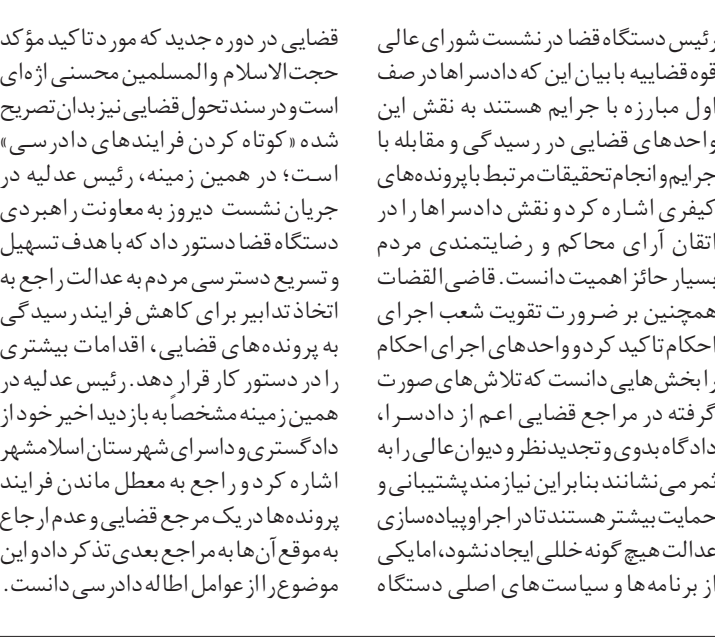 رئیس دستگاه قضا در نشست شورای عالی
قوه قضاییه با بیان این که دادسراها در صف
اول مبارزه با جرایم هستند به نقش این
واحدهای قضایی در رسیدگی و مقابله با
جرایم و انجام تحقیقات مرتبط با پرونده‌های
کیفری اشاره کرد و نقش دادسراها را در
اتقان آرای محاکم و رضایتمندی مردم
بسیار حائز اهمیت دانست. قاضی القضات
همچنین بر ضرورت تقویت شعب اجرای
احکام تاکید کرد و واحدهای اجرای احکام
را بخش‌هایی دانست که تلاش‌های صورت
گرفته در مراجع قضایی اعم از دادسرا،
دادگاه بدوی و تجدیدنظر و دیوان عالی را به
ثمر می‌نشانند بنابراین نیازمند پشتیبانی و
حمایت بیشتر هستند تا در اجرا و پیاده‌سازی
عدالت هیچ گونه خللی ایجاد نشود، اما یکی
از برنامه‌ها و سیاست‌های اصلی دستگاه
قضایی در دوره جدید که مورد تاکید مؤکد
حجت‌الاسلام والمسلمین محسنی اژه‌ای
است و در سند تحول قضایی نیز بدان تصریح
شده «کوتاه کردن فرایندهای دادرسی»
است؛ در همین زمینه، رئیس عدلیه در
جریان نشست دیروز به معاونت راهبردی
دستگاه قضا دستور داد که با هدف تسهیل
و تسریع دسترسی مردم به عدالت راجع به
اتخاذ تدابیر برای کاهش فرایند رسیدگی
به پرونده‌های قضایی، اقدامات بیشتری
را در دستور کار قرار دهد. رئیس عدلیه در
همین زمینه مشخصاً به بازدید اخیر خود از
دادگستری و داسرای شهرستان اسلامشهر
اشاره کرد و راجع به معطل ماندن فرایند
پرونده‌ها در یک مرجع قضایی و عدم ارجاع
به موقع آن‌ها به مراجع بعدی تذکر داد و این
موضوع را از عوامل اطاله دادرسی دانست.